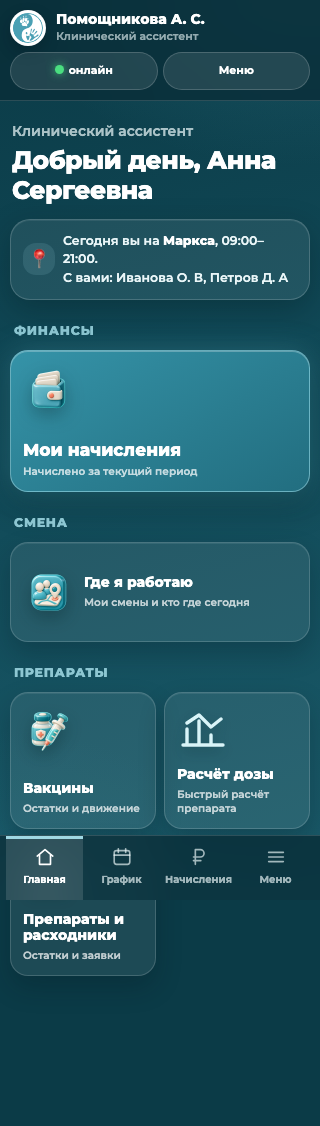 Помощникова А. С.
Клинический ассистент
онлайн
Меню
Клинический ассистент
Добрый день, Анна
Сергеевна
Сегодня вы на Маркса, 09:00–
21:00.
С вами: Иванова О. В, Петров Д. А
ФИНАНСЫ
Мои начисления
Начислено за текущий период
СМЕНА
Где я работаю
Мои смены и кто где сегодня
ПРЕПАРАТЫ
Вакцины
Остатки и движение
Расчёт дозы
Быстрый расчёт
препарата
Главная
График
Начисления
Меню
Препараты и
расходники
Остатки и заявки